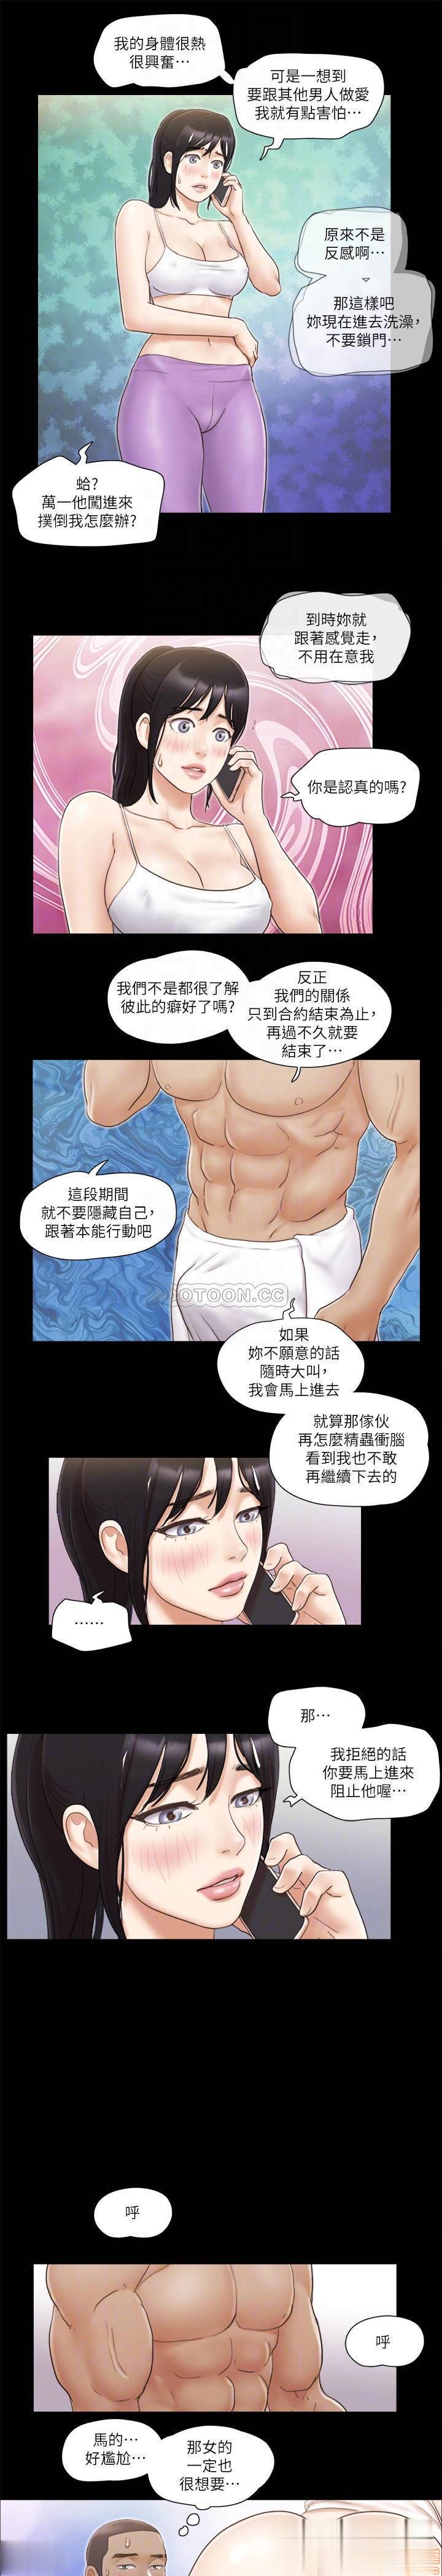 我的身體很熱
很興奮⋯
可是一想到
要跟其他男人做愛
我就有點害怕⋯
原來不是
反感啊⋯
那這樣吧
妳現在進去洗澡，
不要鎖門⋯
蛤？
萬一他闖進來
撲倒我怎麼辦？
到時妳就
跟著感覺走，
不用在意我
你是認真的嗎？
我們不是都很了解
彼此的癖好了嗎？
反正
我們的關係
只到合約結束為止，
再過不久就要
結束了⋯
這段期間
就不要隱藏自己，
跟著本能行動吧
如果
妳不願意的話
隨時大叫，
我會馬上進去
就算那傢伙
再怎麼精蟲衝腦
看到我也不敢
再繼續下去的
⋯⋯
那⋯
我拒絕的話
你要馬上進來
阻止他喔⋯
呼
呼
馬的⋯
好尷尬⋯
那女的
一定也
很想要⋯